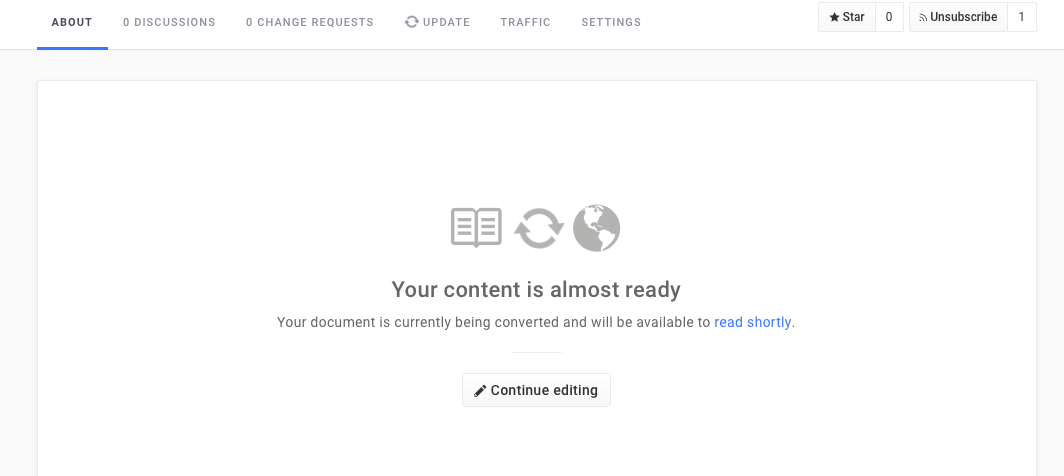 ABOUT 0 DISCUSSIONS 0 CHANGE REQUESTS UPDATE TRAFFIC SETTINGS Star 0 Unsubscribe 1
Your content is almost ready
Your document is currently being converted and will be available to read shortly.
Continue editing